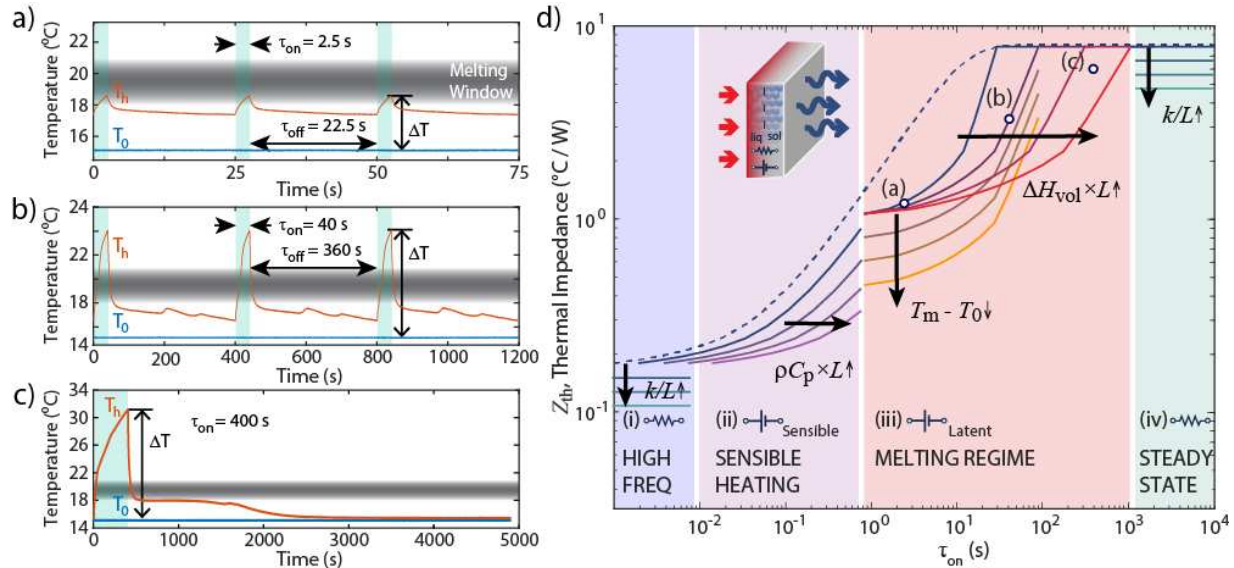 a)
Temperature (°C)
22
20
18
16
τon = 2.5 s
Melting
Window
Th
τoff = 22.5 s
ΔT
T0
0
25
50
75
Time (s)
b)
Temperature (°C)
24
22
18
14
Th
τon = 40 s
τoff = 360 s
ΔT
T0
0
200
400
600
800
1000
1200
Time (s)
c)
Temperature (°C)
34
30
26
22
18
14
Th
τon = 400 s
ΔT
T0
0
1000
2000
3000
4000
5000
Time (s)
d)
Zth, Thermal Impedance (°C / W)
10^1
10^0
10^-1
liq sol
(a)
(b)
(c)
k/L↑
ΔHvol×L↑
Tm - T0↓
ρCp×L↑
k/L↑
(i)
HIGH
FREQ
(ii) Sensible
SENSIBLE
HEATING
(iii) Latent
MELTING REGIME
(iv)
STEADY
STATE
10^-2
10^-1
10^0
10^1
10^2
10^3
10^4
τon (s)